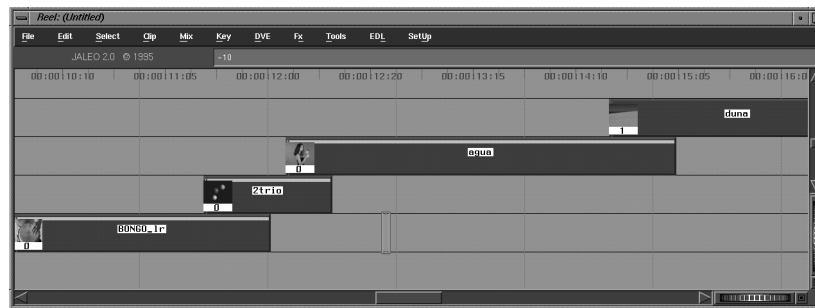 Reel: (Untitled)
File Edit Select Clip Mix Key DVE Fx Tools EDL SetUp
JALEO 2.0 © 1995 -10
00:00:10:10 00:00:11:05 00:00:12:00 00:00:12:20 00:00:13:15 00:00:14:10 00:00:15:05 00:00:16:0
duna
1
agua
0
2trio
0
BONGO_lr
0